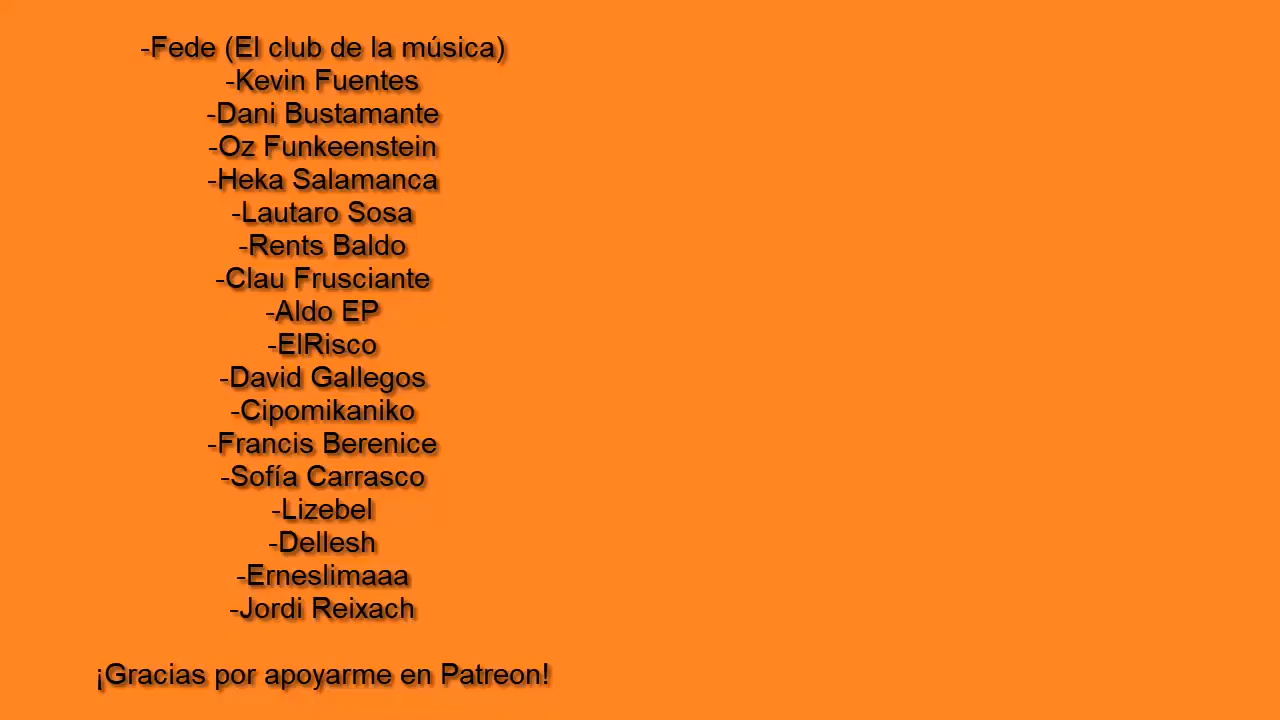 -Fede (El club de la música)
-Kevin Fuentes
-Dani Bustamante
-Oz Funkeenstein
-Heka Salamanca
-Lautaro Sosa
-Rents Baldo
-Clau Frusciante
-Aldo EP
-ElRisco
-David Gallegos
-Cipomikaniko
-Francis Berenice
-Sofía Carrasco
-Lizebel
-Dellesh
-Erneslimaaa
-Jordi Reixach
¡Gracias por apoyarme en Patreon!